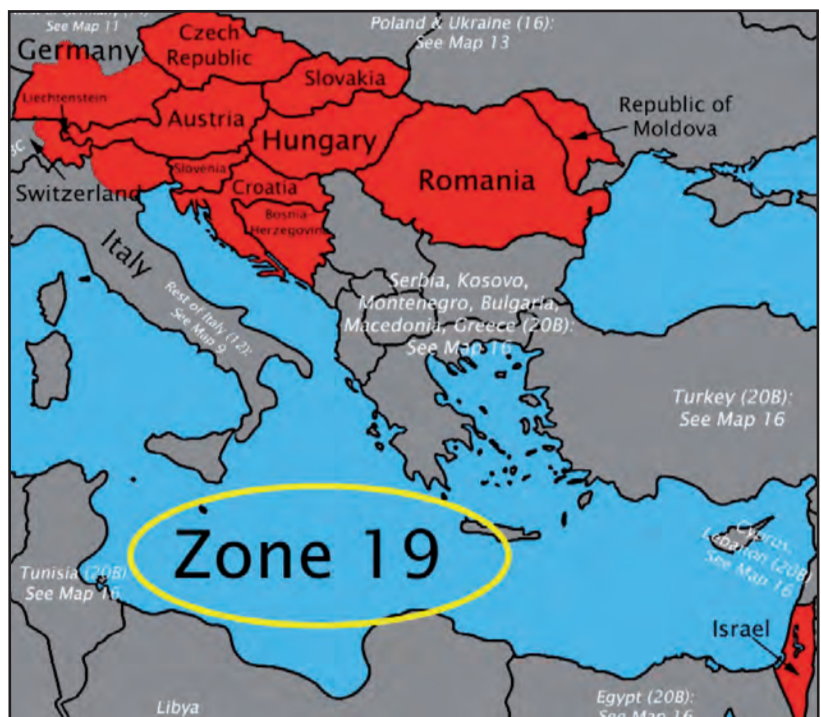 See Map 11
Germany
Czech
Republic
Poland & Ukraine (16):
See Map 13
Slovakia
Liechtenstein
Austria
Republic of
Moldova
Hungary
Slovenia
Romania
Switzerland
Croatia
Bosnia
Herzegovina
Italy
Rest of Italy (12):
See Map 9
Serbia, Kosovo,
Montenegro, Bulgaria,
Macedonia, Greece (20B):
See Map 16
Turkey (20B):
See Map 16
Zone 19
Cyprus,
Lebanon (20B)
See Map 16
Tunisia (20B)
See Map 16
Israel
Libya
Egypt (20B):
See Map 16